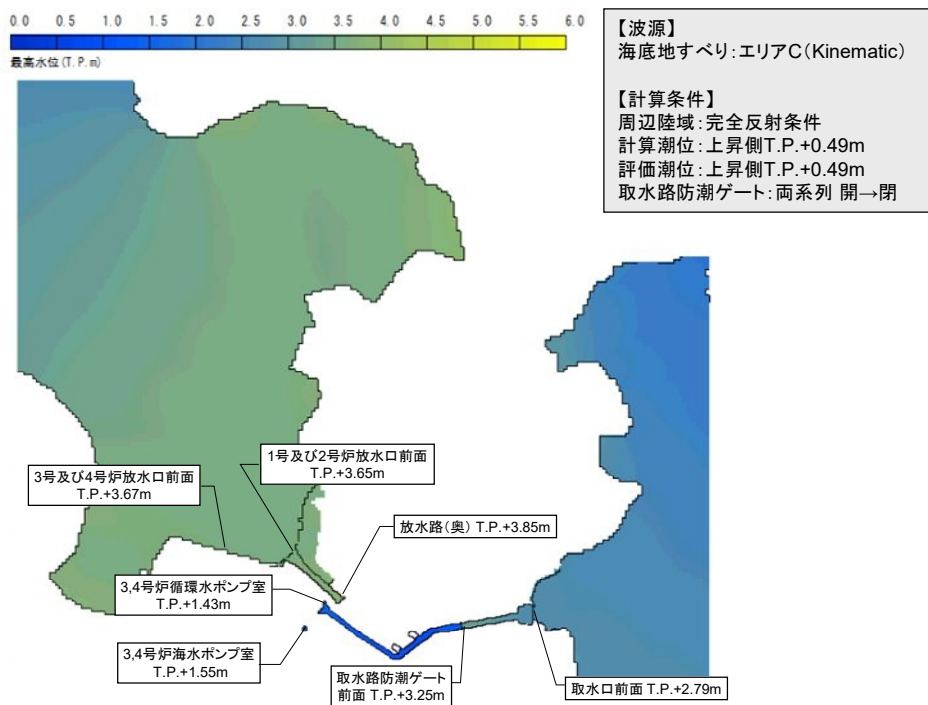 0.0 0.5 1.0 1.5 2.0 2.5 3.0 3.5 4.0 4.5 5.0 5.5 6.0
最高水位(T.P.m)
【波源】
海底地すべり:エリアC(Kinematic)
【計算条件】
周辺陸域:完全反射条件
計算潮位:上昇側T.P.+0.49m
評価潮位:上昇側T.P.+0.49m
取水路防潮ゲート:両系列 開→閉
1号及び2号炉放水口前面
T.P.+3.65m
3号及び4号炉放水口前面
T.P.+3.67m
放水路(奥) T.P.+3.85m
3,4号炉循環水ポンプ室
T.P.+1.43m
3,4号炉海水ポンプ室
T.P.+1.55m
取水路防潮ゲート
前面 T.P.+3.25m
取水口前面 T.P.+2.79m